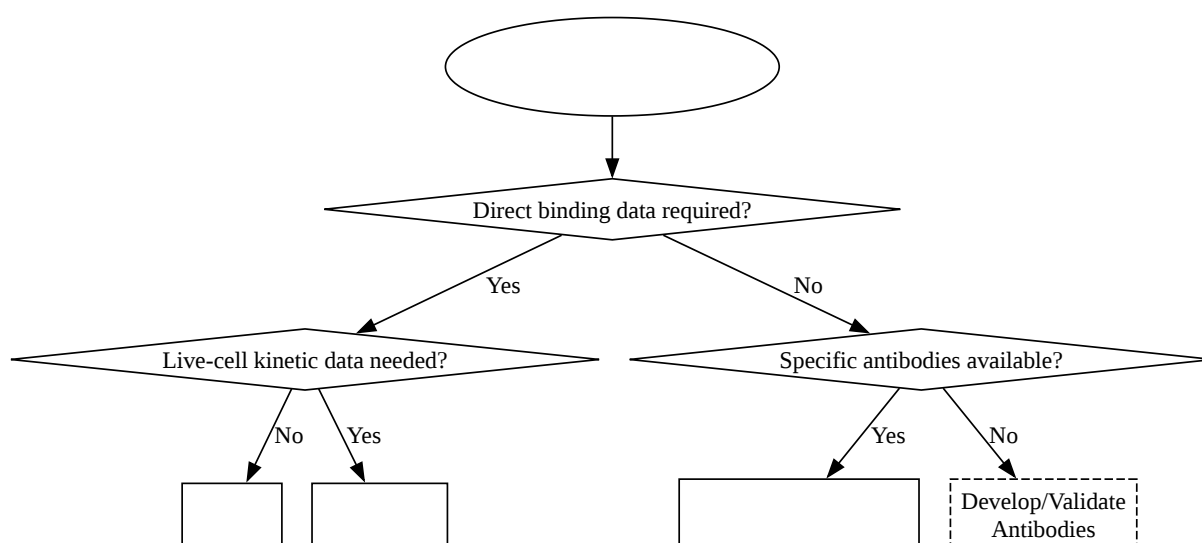 Direct binding data required?
Yes
No
Live-cell kinetic data needed?
Specific antibodies available?
No
Yes
Yes
No
Develop/Validate
Antibodies